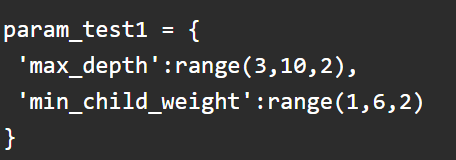 param_test1 = {
 'max_depth':range(3,10,2),
 'min_child_weight':range(1,6,2)
}